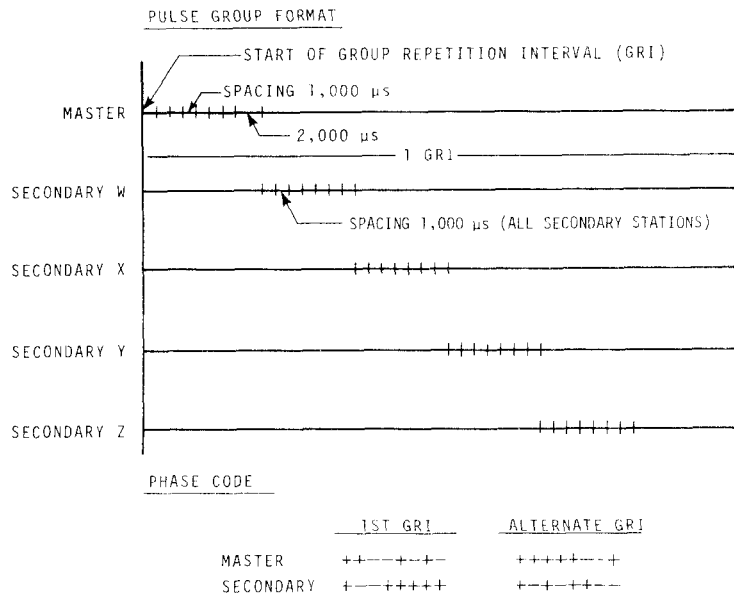 PULSE GROUP FORMAT
START OF GROUP REPETITION INTERVAL (GRI)
SPACING 1,000 µs
MASTER
2,000 µs
1 GRI
SECONDARY W
SPACING 1,000 µs (ALL SECONDARY STATIONS)
SECONDARY X
SECONDARY Y
SECONDARY Z
PHASE CODE
1ST GRI ALTERNATE GRI
MASTER ++--+-+- +++++--+
SECONDARY +--+++++ +-+-++--